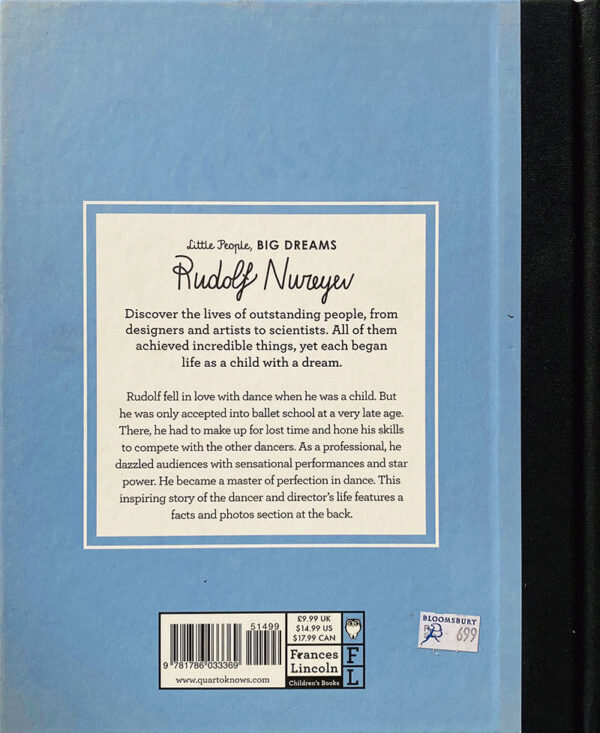 Little People, BIG DREAMS
Rudolf Nureyev
Discover the lives of outstanding people, from
designers and artists to scientists. All of them
achieved incredible things, yet each began
life as a child with a dream.
Rudolf fell in love with dance when he was a child. But
he was only accepted into ballet school at a very late age.
There, he had to make up for lost time and hone his skills
to compete with the other dancers. As a professional, he
dazzled audiences with sensational performances and star
power. He became a master of perfection in dance. This
inspiring story of the dancer and director's life features a
facts and photos section at the back.
51499
9 781786 033369
www.quartoknows.com
£9.99 UK
$14.99 US
$17.99 CAN
Frances
Lincoln
Children's Books
F
L
BLOOMSBURY
699